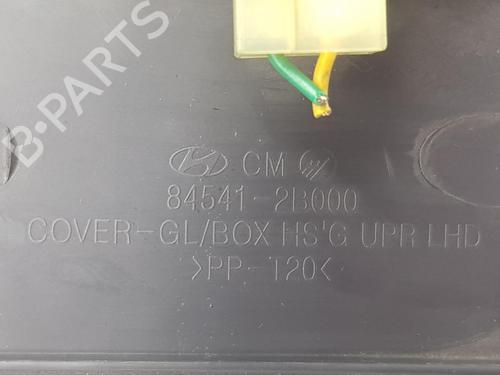 B-PARTS
CM
84541-2B000
COVER-GL/BOX HS'G UPR LHD
>PP-T20<